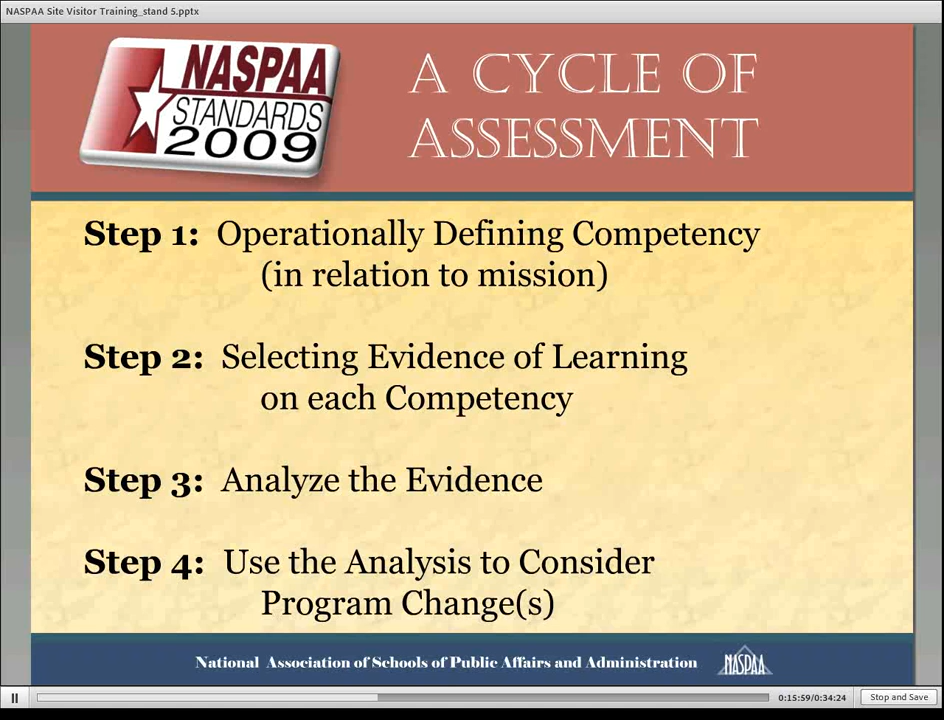 NASPAA Site Visitor Training_stand 5.pptx
NASPAA
STANDARDS
2009
A CYCLE OF
ASSESSMENT
Step 1: Operationally Defining Competency
(in relation to mission)
Step 2: Selecting Evidence of Learning
on each Competency
Step 3: Analyze the Evidence
Step 4: Use the Analysis to Consider
Program Change(s)
National Association of Schools of Public Affairs and Administration
NASPAA
0:15:59/0:34:24
Stop and Save